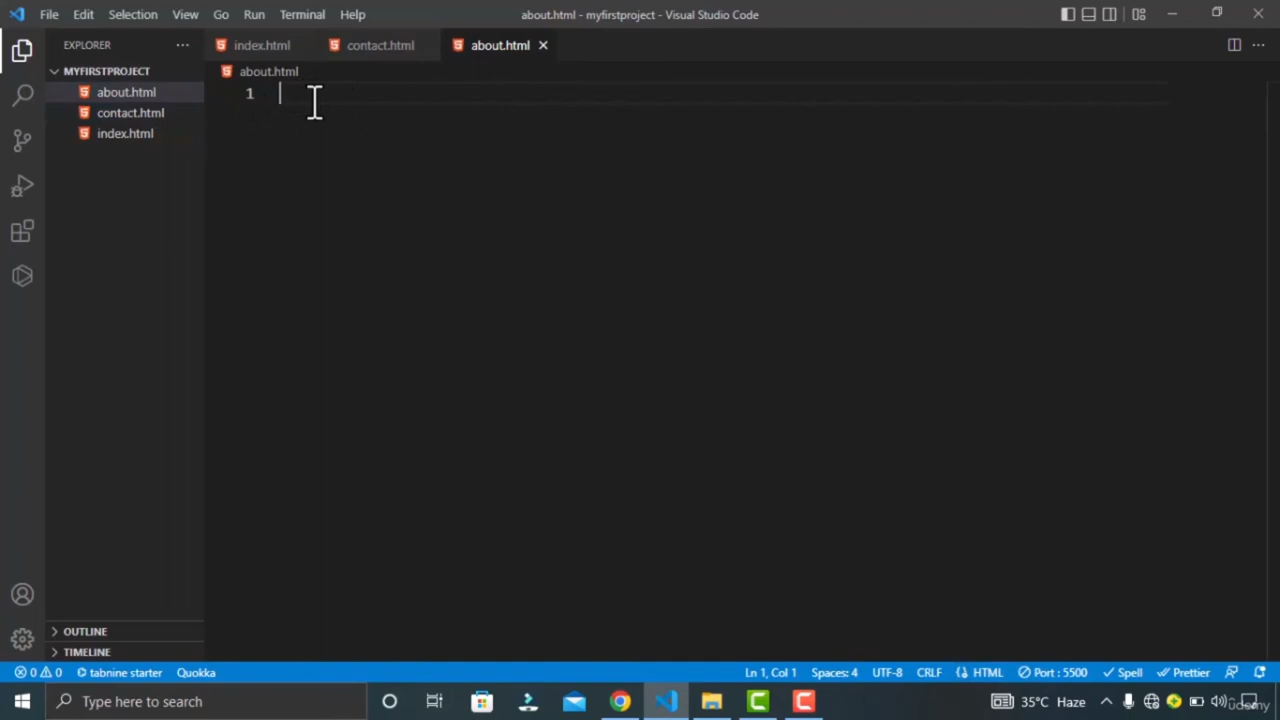 File Edit Selection View Go Run Terminal Help
about.html - myfirstproject - Visual Studio Code
EXPLORER
index.html
contact.html
about.html
MYFIRSTPROJECT
about.html
contact.html
index.html
about.html
1
OUTLINE
TIMELINE
0 0 tabnine starter Quokka
Ln 1, Col 1 Spaces: 4 UTF-8 CRLF HTML Port : 5500 Spell Prettier
Type here to search
35°C Haze
Udemy